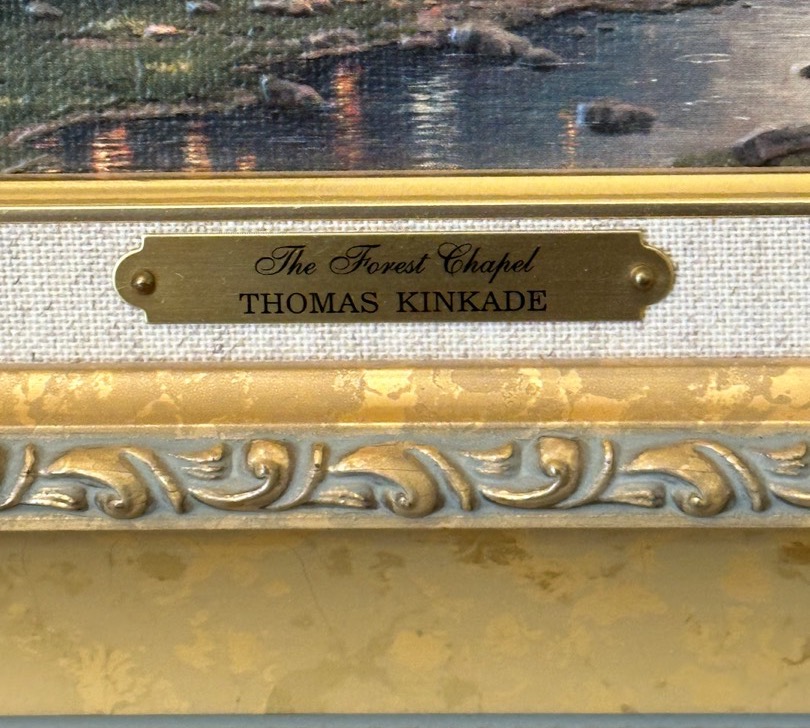 The Forest Chapel
THOMAS KINKADE